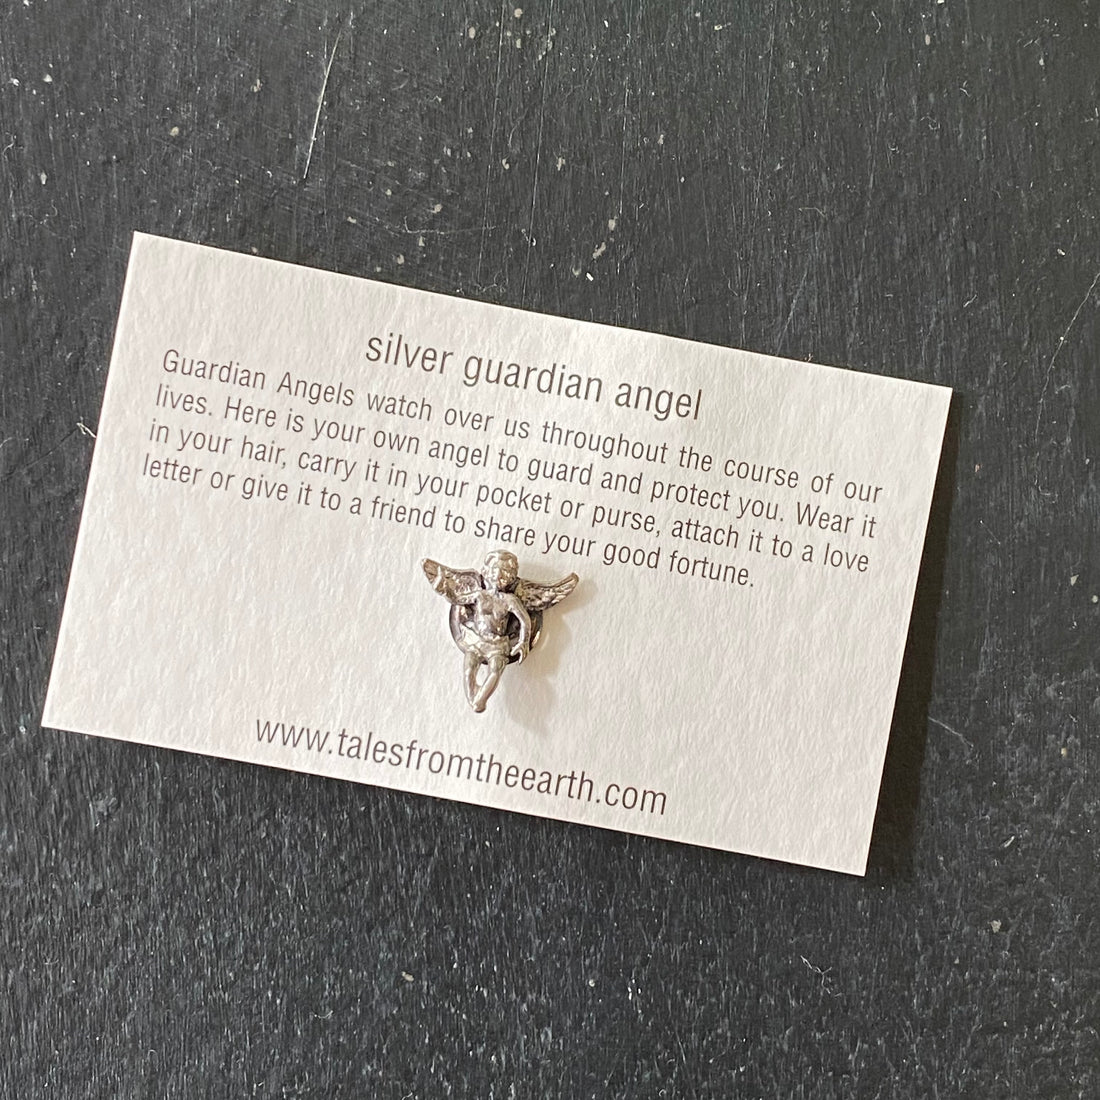 silver guardian angel
Guardian Angels watch over us throughout the course of our
lives. Here is your own angel to guard and protect you. Wear it
in your hair, carry it in your pocket or purse, attach it to a love
letter or give it to a friend to share your good fortune.
www.talesfromtheearth.com